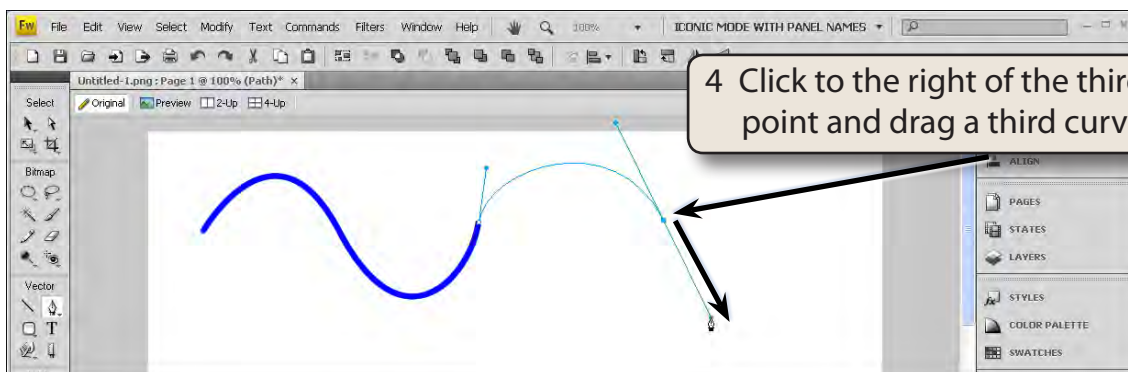 Fw File Edit View Select Modify Text Commands Filters Window Help 100% ICONIC MODE WITH PANEL NAMES
Untitled-1.png : Page 1 @ 100% (Path)* ×
Select
Original Preview 2-Up 4-Up
4 Click to the right of the third
point and drag a third curv
ALIGN
Bitmap
PAGES
STATES
LAYERS
Vector
STYLES
COLOR PALETTE
SWATCHES